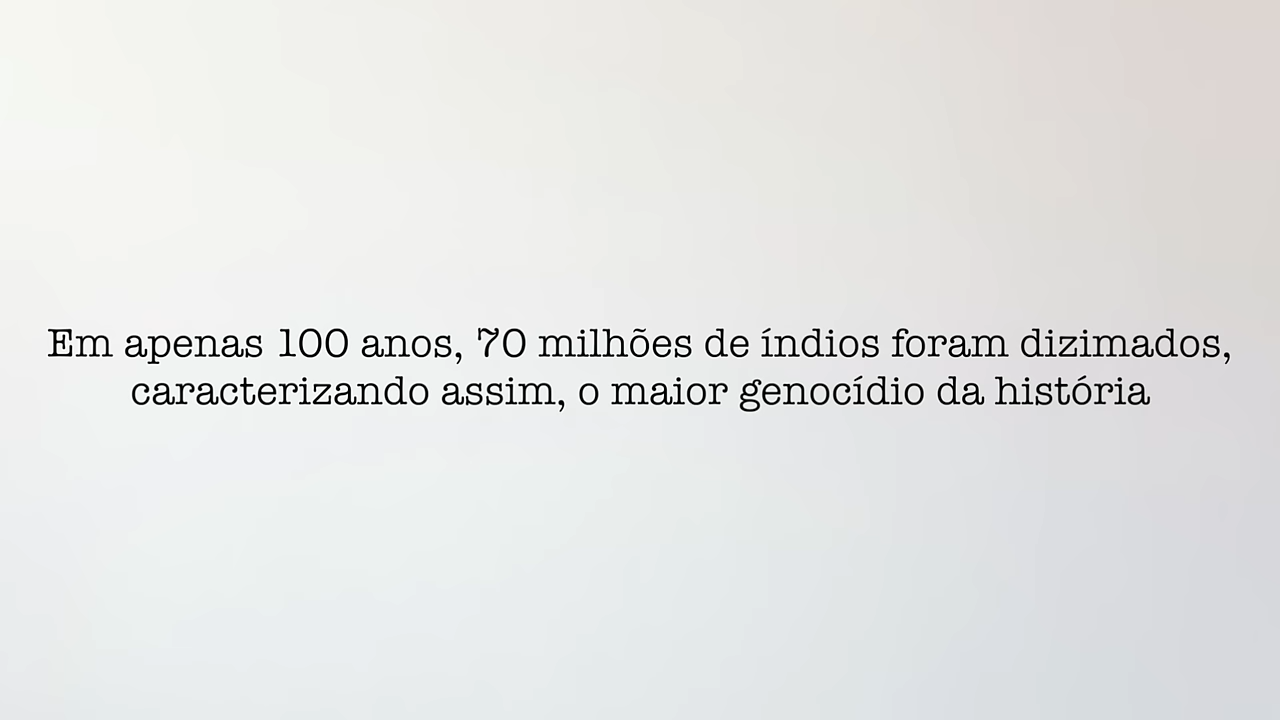 Em apenas 100 anos, 70 milhões de índios foram dizimados,
caracterizando assim, o maior genocídio da história